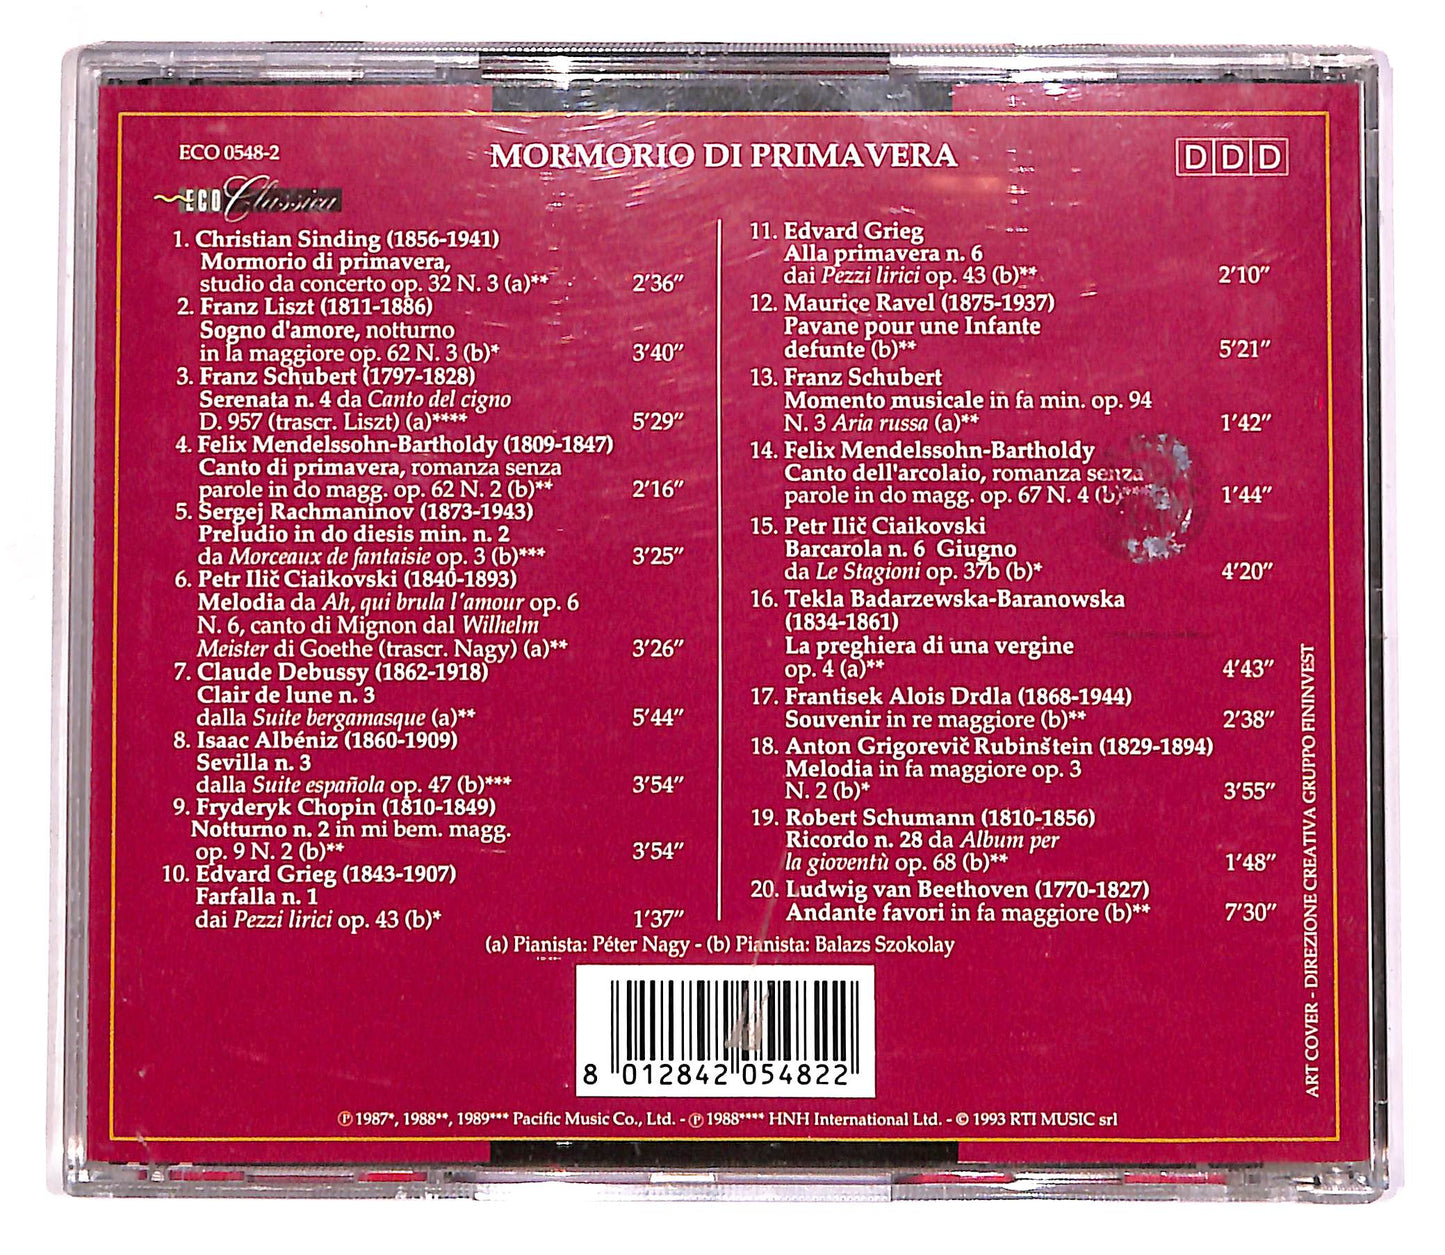 ECO 0548-2
MORMORIO DI PRIMAVERA
DDD
ECO Classica
1. Christian Sinding (1856-1941)
Mormorio di primavera,
studio da concerto op. 32 N. 3 (a)** 2'36"
2. Franz Liszt (1811-1886)
Sogno d'amore, notturno
in la maggiore op. 62 N. 3 (b)* 3'40"
3. Franz Schubert (1797-1828)
Serenata n. 4 da Canto del cigno
D. 957 (trascr. Liszt) (a)**** 5'29"
4. Felix Mendelssohn-Bartholdy (1809-1847)
Canto di primavera, romanza senza
parole in do magg. op. 62 N. 2 (b)** 2'16"
5. Sergej Rachmaninov (1873-1943)
Preludio in do diesis min. n. 2
da Morceaux de fantaisie op. 3 (b)*** 3'25"
6. Petr Ilič Ciaikovski (1840-1893)
Melodia da Ah, qui brula l'amour op. 6
N. 6, canto di Mignon dal Wilhelm
Meister di Goethe (trascr. Nagy) (a)** 3'26"
7. Claude Debussy (1862-1918)
Clair de lune n. 3
dalla Suite bergamasque (a)** 5'44"
8. Isaac Albéniz (1860-1909)
Sevilla n. 3
dalla Suite española op. 47 (b)*** 3'54"
9. Fryderyk Chopin (1810-1849)
Notturno n. 2 in mi bem. magg.
op. 9 N. 2 (b)** 3'54"
10. Edvard Grieg (1843-1907)
Farfalla n. 1
dai Pezzi lirici op. 43 (b)* 1'37"
11. Edvard Grieg
Alla primavera n. 6
dai Pezzi lirici op. 43 (b)** 2'10"
12. Maurice Ravel (1875-1937)
Pavane pour une Infante
defunte (b)** 5'21"
13. Franz Schubert
Momento musicale in fa min. op. 94
N. 3 Aria russa (a)** 1'42"
14. Felix Mendelssohn-Bartholdy
Canto dell'arcolaio, romanza senza
parole in do magg. op. 67 N. 4 (b)*** 1'44"
15. Petr Ilič Ciaikovski
Barcarola n. 6 Giugno
da Le Stagioni op. 37b (b)* 4'20"
16. Tekla Badarzewska-Baranowska
(1834-1861)
La preghiera di una vergine
op. 4 (a)** 4'43"
17. Frantisek Alois Drdla (1868-1944)
Souvenir in re maggiore (b)** 2'38"
18. Anton Grigorevič Rubinštein (1829-1894)
Melodia in fa maggiore op. 3
N. 2 (b)* 3'55"
19. Robert Schumann (1810-1856)
Ricordo n. 28 da Album per
la gioventù op. 68 (b)** 1'48"
20. Ludwig van Beethoven (1770-1827)
Andante favori in fa maggiore (b)** 7'30"
(a) Pianista: Péter Nagy - (b) Pianista: Balazs Szokolay
8 012842 054822
℗ 1987*, 1988**, 1989*** Pacific Music Co., Ltd. - ℗ 1988**** HNH International Ltd. - © 1993 RTI MUSIC srl
ART COVER - DIREZIONE CREATIVA GRUPPO FININVEST